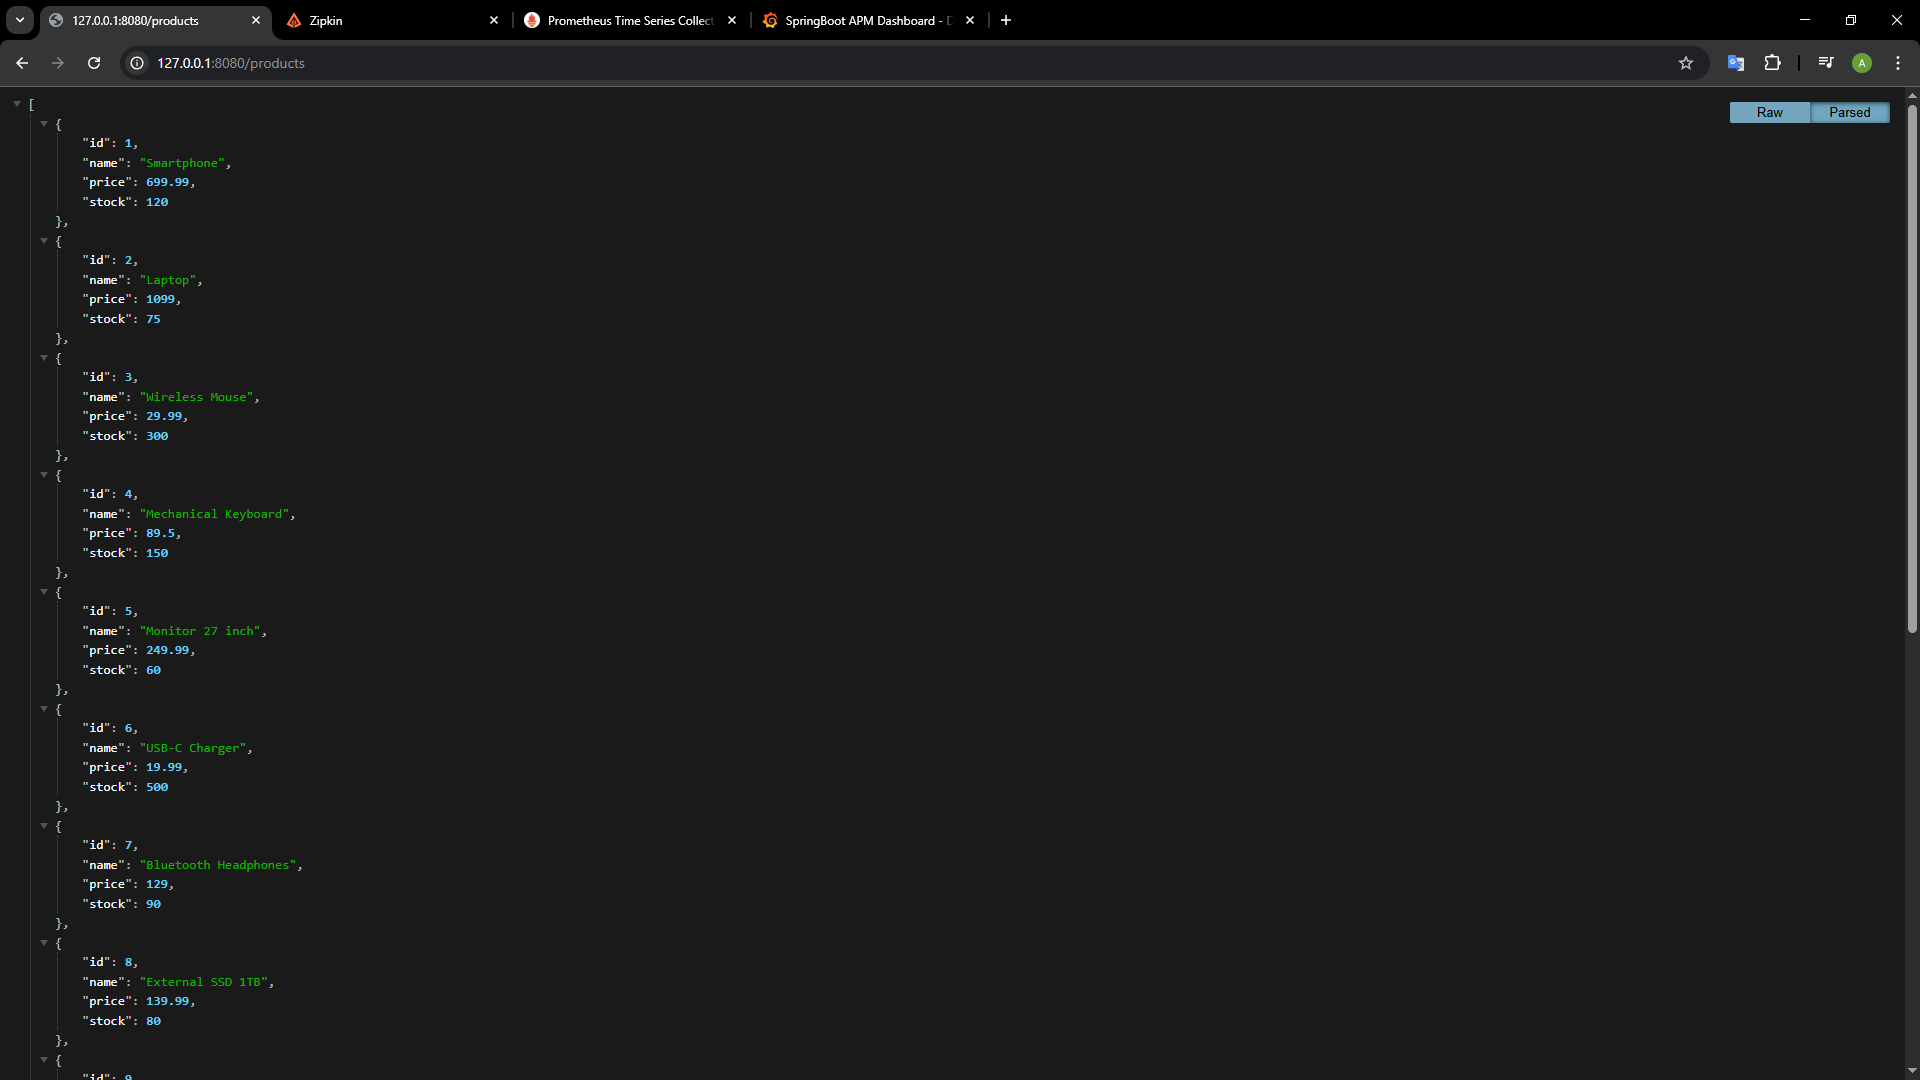 127.0.0.1:8080/products
Zipkin
Prometheus Time Series Collect
SpringBoot APM Dashboard - D
127.0.0.1:8080/products
A
Raw
Parsed
[
{
"id": 1,
"name": "Smartphone",
"price": 699.99,
"stock": 120
},
{
"id": 2,
"name": "Laptop",
"price": 1099,
"stock": 75
},
{
"id": 3,
"name": "Wireless Mouse",
"price": 29.99,
"stock": 300
},
{
"id": 4,
"name": "Mechanical Keyboard",
"price": 89.5,
"stock": 150
},
{
"id": 5,
"name": "Monitor 27 inch",
"price": 249.99,
"stock": 60
},
{
"id": 6,
"name": "USB-C Charger",
"price": 19.99,
"stock": 500
},
{
"id": 7,
"name": "Bluetooth Headphones",
"price": 129,
"stock": 90
},
{
"id": 8,
"name": "External SSD 1TB",
"price": 139.99,
"stock": 80
},
{
"id": 9,